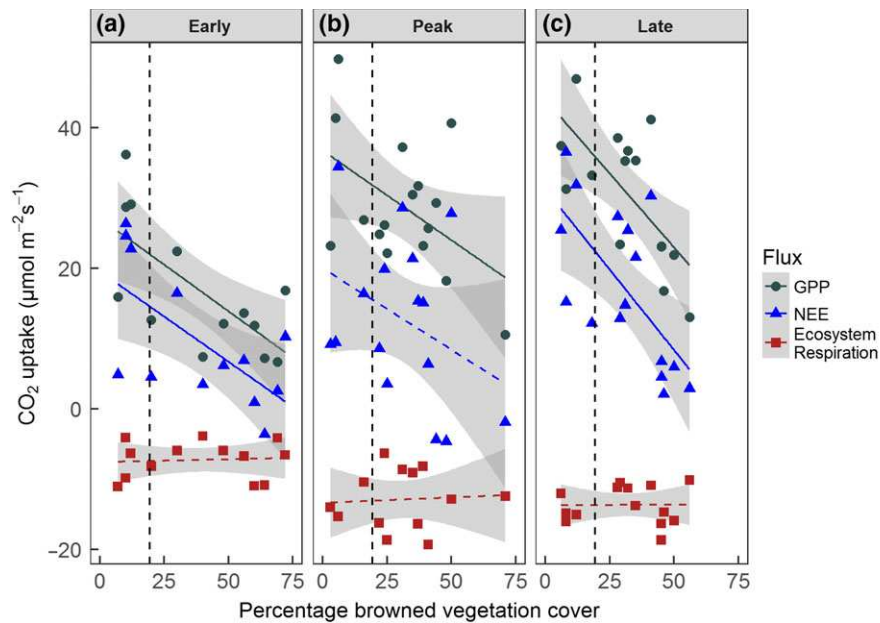 (a) Early
(b) Peak
(c) Late
CO₂ uptake (µmol m⁻²s⁻¹)
40
20
0
−20
0 25 50 75
0 25 50 75
0 25 50 75
Percentage browned vegetation cover
Flux
GPP
NEE
Ecosystem
Respiration